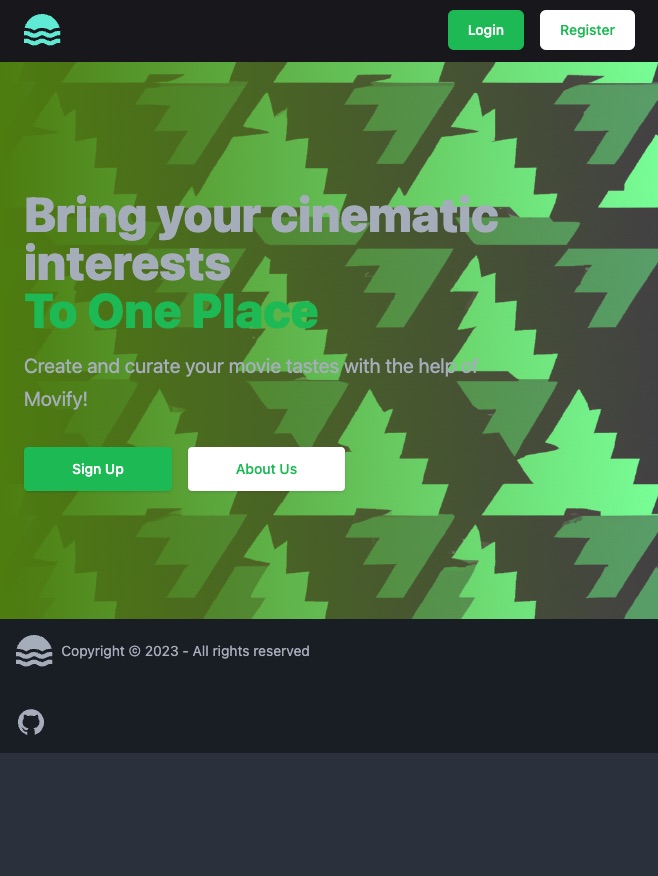 Login
Register
Bring your cinematic
interests
To One Place
Create and curate your movie tastes with the help of
Movify!
Sign Up
About Us
Copyright © 2023 - All rights reserved